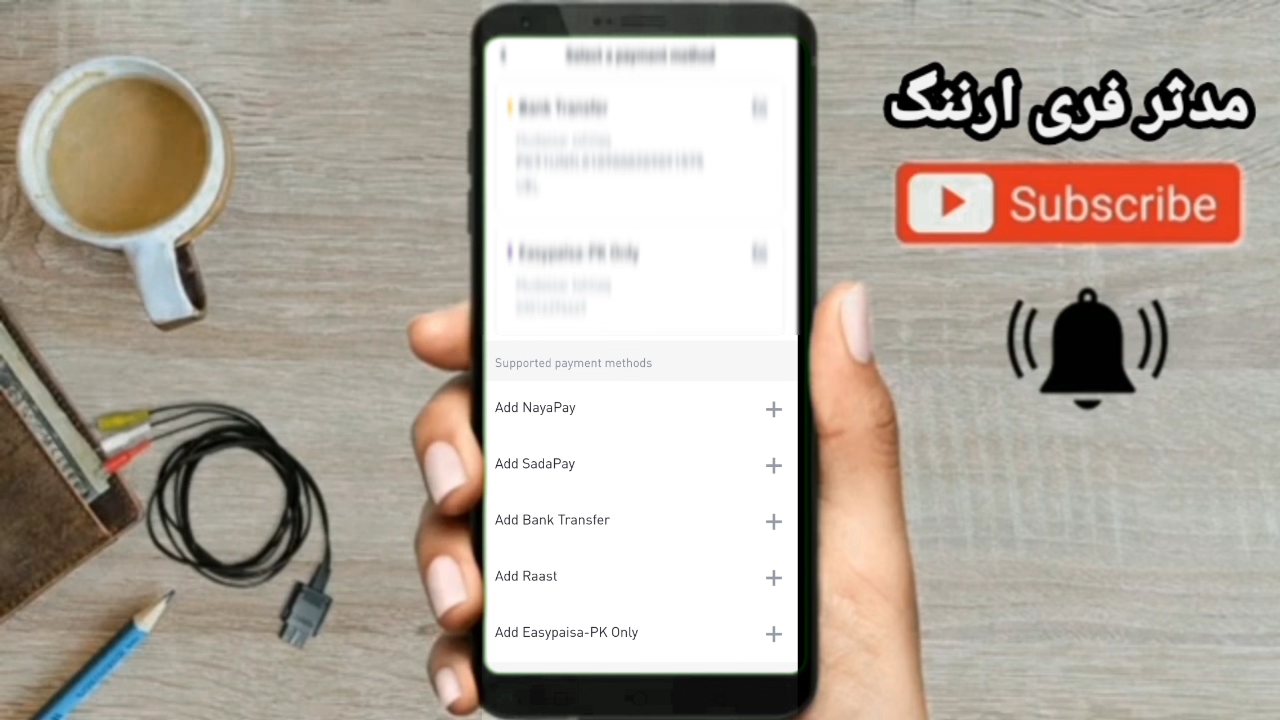 Select a payment method
Bank Transfer
Easypaisa-PK Only
Supported payment methods
Add NayaPay
Add SadaPay
Add Bank Transfer
Add Raast
Add Easypaisa-PK Only
مدثر فری ارننگ
Subscribe